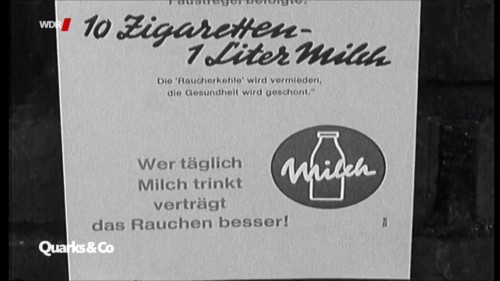 WDR
Faustregel befolgte:
10 Zigaretten-
1 Liter Milch
Die 'Raucherkehle' wird vermieden,
die Gesundheit wird geschont."
Wer täglich
Milch trinkt
verträgt
das Rauchen besser!
Milch
Quarks&Co